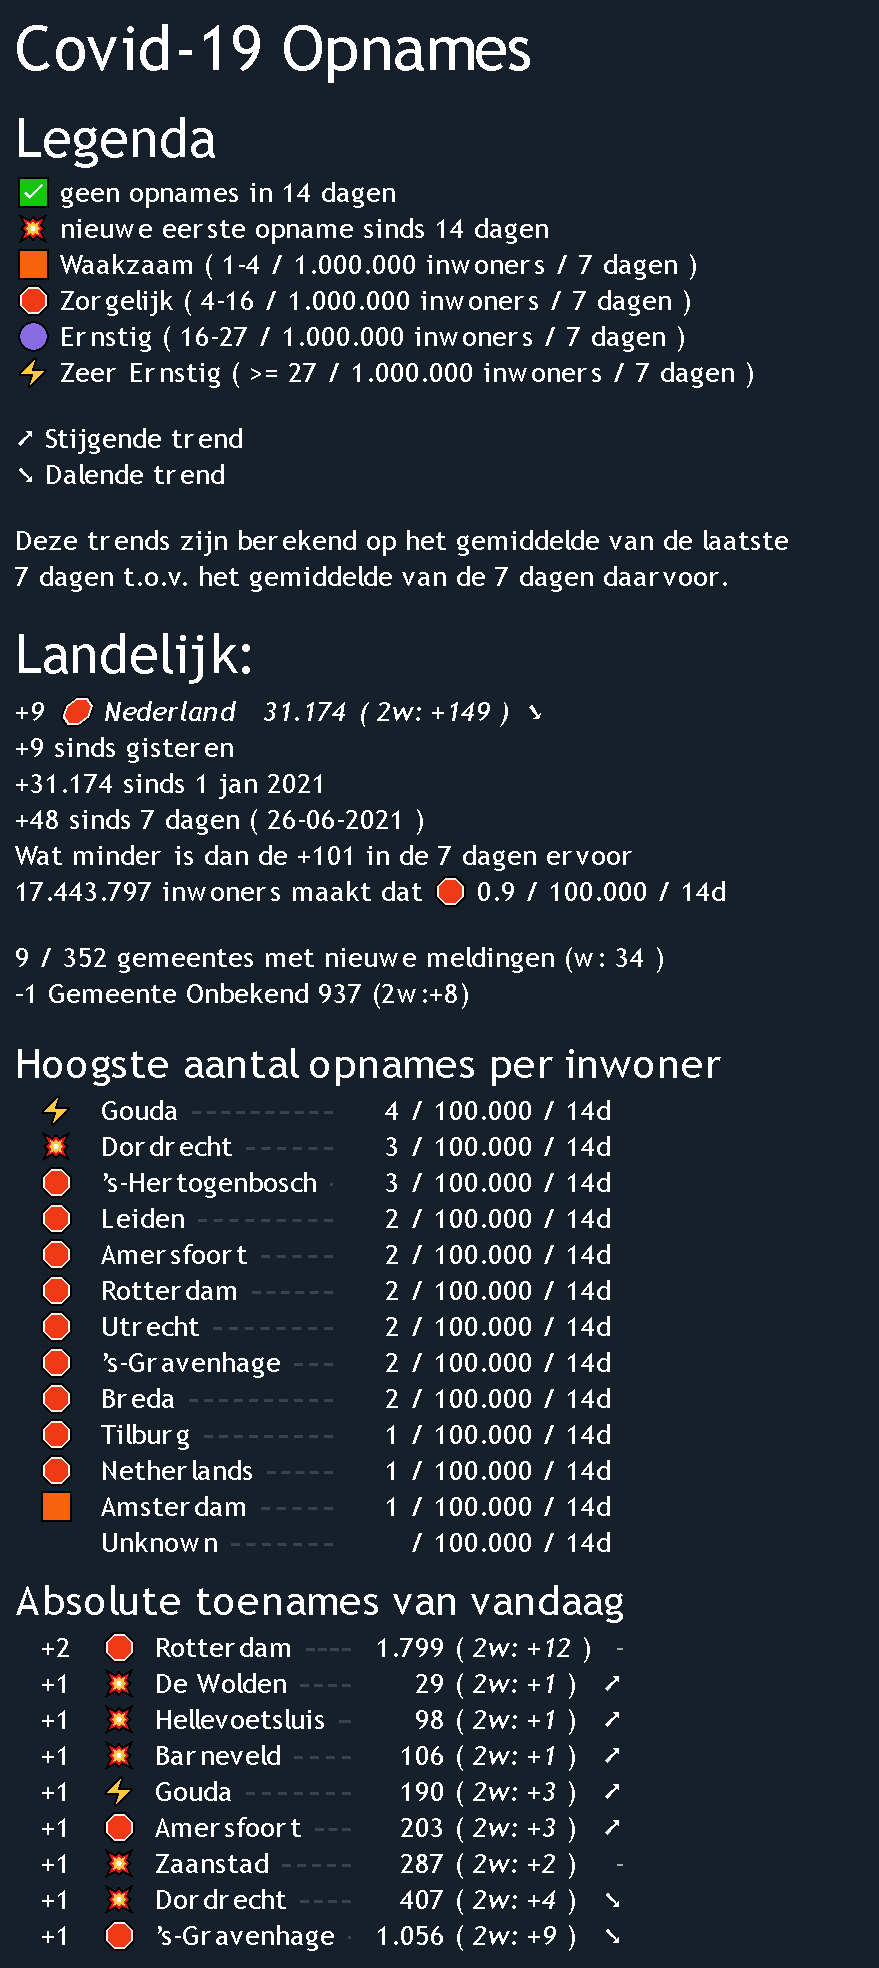 Covid-19 Opnames
Legenda
✅ geen opnames in 14 dagen
💥 nieuwe eerste opname sinds 14 dagen
🟧 Waakzaam ( 1-4 / 1.000.000 inwoners / 7 dagen )
🛑 Zorgelijk ( 4-16 / 1.000.000 inwoners / 7 dagen )
🟣 Ernstig ( 16-27 / 1.000.000 inwoners / 7 dagen )
⚡ Zeer Ernstig ( >= 27 / 1.000.000 inwoners / 7 dagen )
➚ Stijgende trend
➘ Dalende trend
Deze trends zijn berekend op het gemiddelde van de laatste
7 dagen t.o.v. het gemiddelde van de 7 dagen daarvoor.
Landelijk:
+9 🛑 Nederland 31.174 ( 2w: +149 ) ➘
+9 sinds gisteren
+31.174 sinds 1 jan 2021
+48 sinds 7 dagen ( 26-06-2021 )
Wat minder is dan de +101 in de 7 dagen ervoor
17.443.797 inwoners maakt dat 🛑 0.9 / 100.000 / 14d
9 / 352 gemeentes met nieuwe meldingen (w: 34 )
-1 Gemeente Onbekend 937 (2w:+8)
Hoogste aantal opnames per inwoner
⚡ Gouda ---------- 4 / 100.000 / 14d
💥 Dordrecht ------ 3 / 100.000 / 14d
🛑 's-Hertogenbosch - 3 / 100.000 / 14d
🛑 Leiden --------- 2 / 100.000 / 14d
🛑 Amersfoort ----- 2 / 100.000 / 14d
🛑 Rotterdam ------ 2 / 100.000 / 14d
🛑 Utrecht -------- 2 / 100.000 / 14d
🛑 's-Gravenhage --- 2 / 100.000 / 14d
🛑 Breda ---------- 2 / 100.000 / 14d
🛑 Tilburg --------- 1 / 100.000 / 14d
🛑 Netherlands ----- 1 / 100.000 / 14d
🟧 Amsterdam ----- 1 / 100.000 / 14d
Unknown ------- / 100.000 / 14d
Absolute toenames van vandaag
+2 🛑 Rotterdam ---- 1.799 ( 2w: +12 ) -
+1 💥 De Wolden ---- 29 ( 2w: +1 ) ➚
+1 💥 Hellevoetsluis - 98 ( 2w: +1 ) ➚
+1 💥 Barneveld ---- 106 ( 2w: +1 ) ➚
+1 ⚡ Gouda ------- 190 ( 2w: +3 ) ➚
+1 🛑 Amersfoort --- 203 ( 2w: +3 ) ➚
+1 💥 Zaanstad ----- 287 ( 2w: +2 ) -
+1 💥 Dordrecht ---- 407 ( 2w: +4 ) ➘
+1 🛑 's-Gravenhage - 1.056 ( 2w: +9 ) ➘